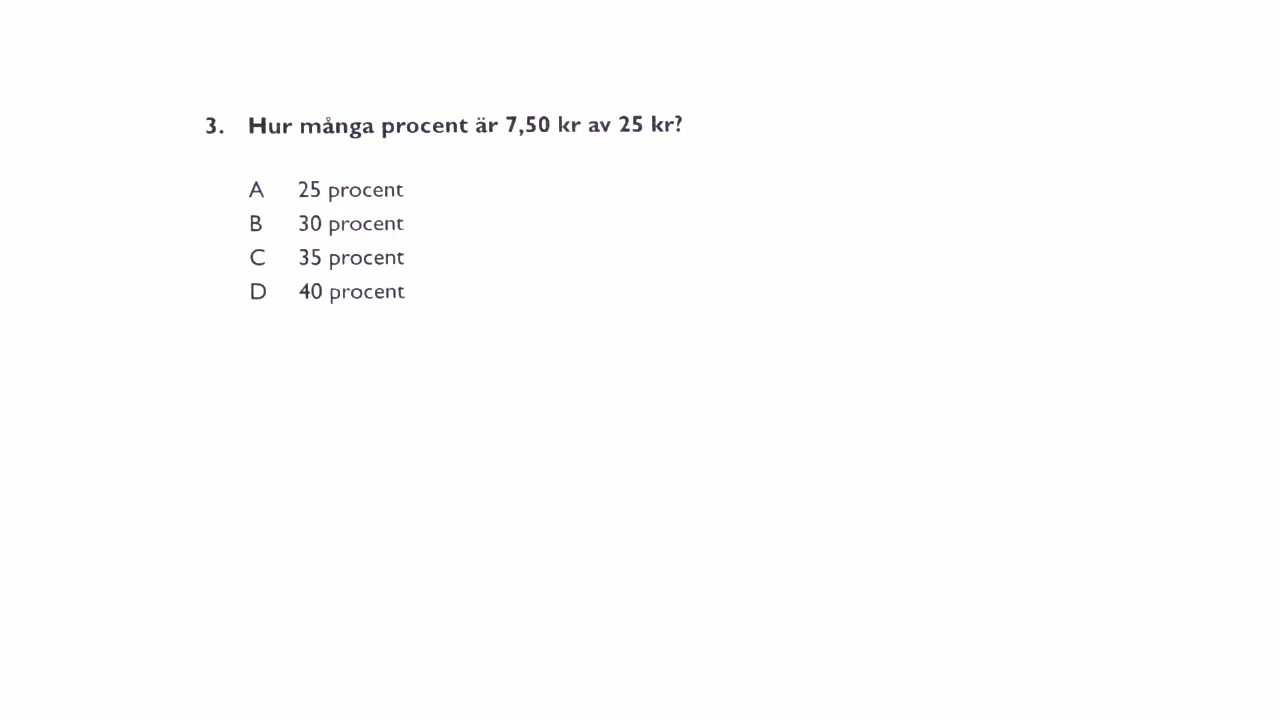 3. Hur många procent är 7,50 kr av 25 kr?
A 25 procent
B 30 procent
C 35 procent
D 40 procent